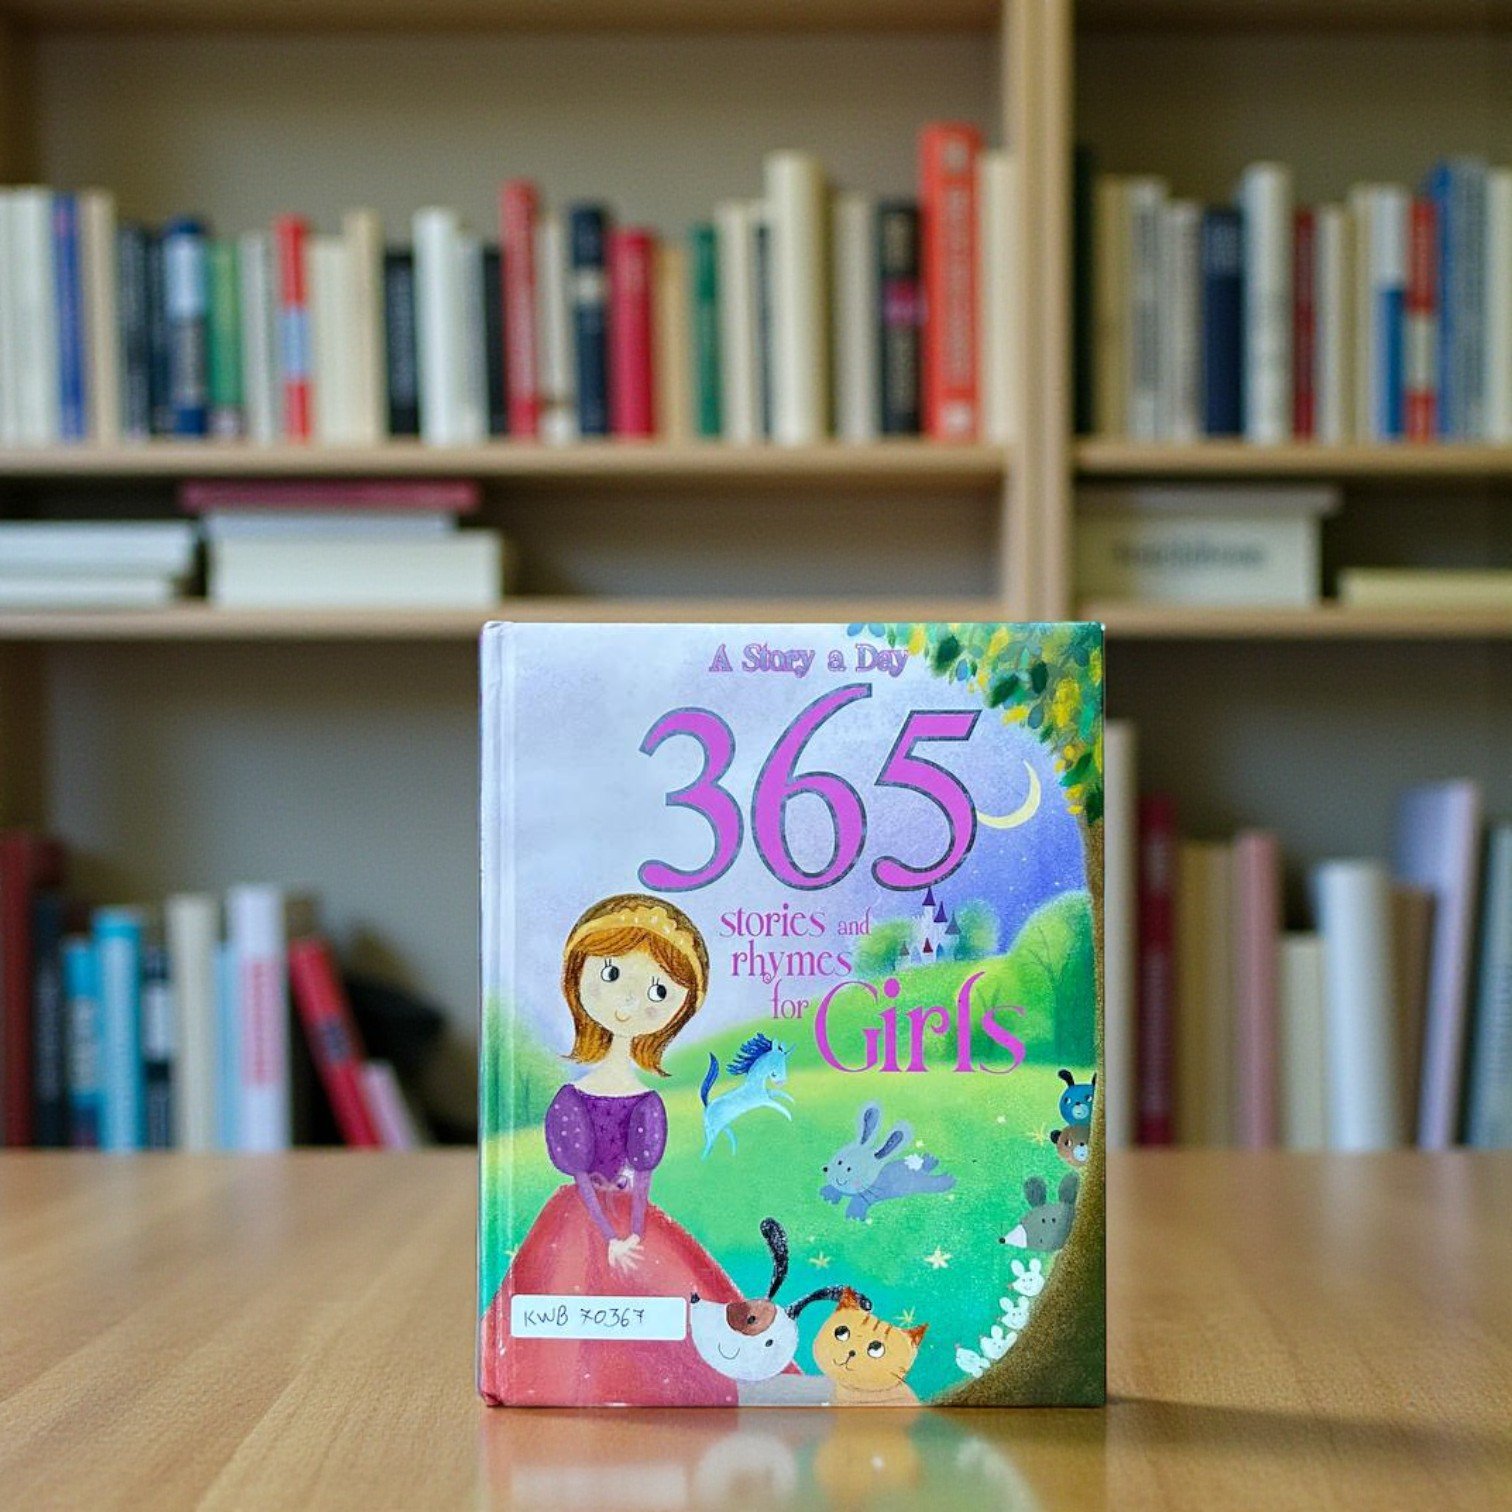 A Story a Day
365
stories and
rhymes
for Girls
KWB 70367